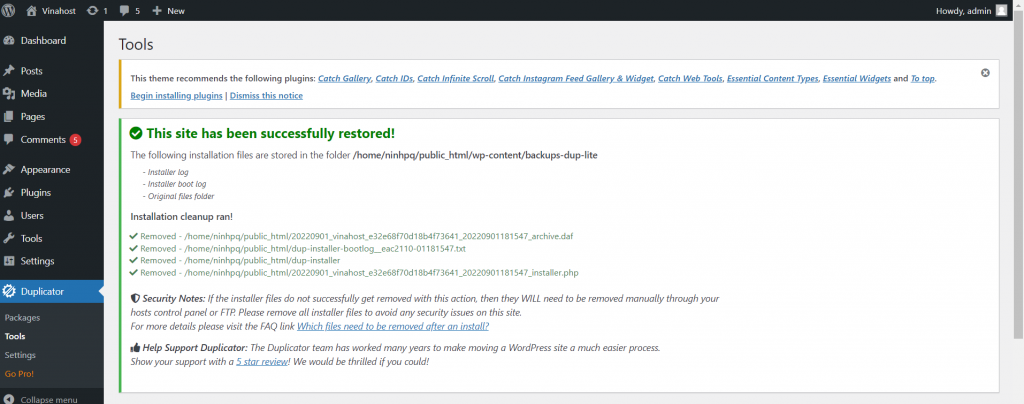 Vinahost 1 5 + New Howdy, admin
Dashboard
Posts
Media
Pages
Comments 5
Appearance
Plugins
Users
Tools
Settings
Duplicator
Packages
Tools
Settings
Go Pro!
Collapse menu
Tools
This theme recommends the following plugins: Catch Gallery, Catch IDs, Catch Infinite Scroll, Catch Instagram Feed Gallery & Widget, Catch Web Tools, Essential Content Types, Essential Widgets and To top.
Begin installing plugins | Dismiss this notice
This site has been successfully restored!
The following installation files are stored in the folder /home/ninhpq/public_html/wp-content/backups-dup-lite
- Installer log
- Installer boot log
- Original files folder
Installation cleanup ran!
Removed - /home/ninhpq/public_html/20220901_vinahost_e32e68f70d18b4f73641_20220901181547_archive.daf
Removed - /home/ninhpq/public_html/dup-installer-bootlog__eac2110-01181547.txt
Removed - /home/ninhpq/public_html/dup-installer
Removed - /home/ninhpq/public_html/20220901_vinahost_e32e68f70d18b4f73641_20220901181547_installer.php
Security Notes: If the installer files do not successfully get removed with this action, then they WILL need to be removed manually through your
hosts control panel or FTP. Please remove all installer files to avoid any security issues on this site.
For more details please visit the FAQ link Which files need to be removed after an install?
Help Support Duplicator: The Duplicator team has worked many years to make moving a WordPress site a much easier process.
Show your support with a 5 star review! We would be thrilled if you could!